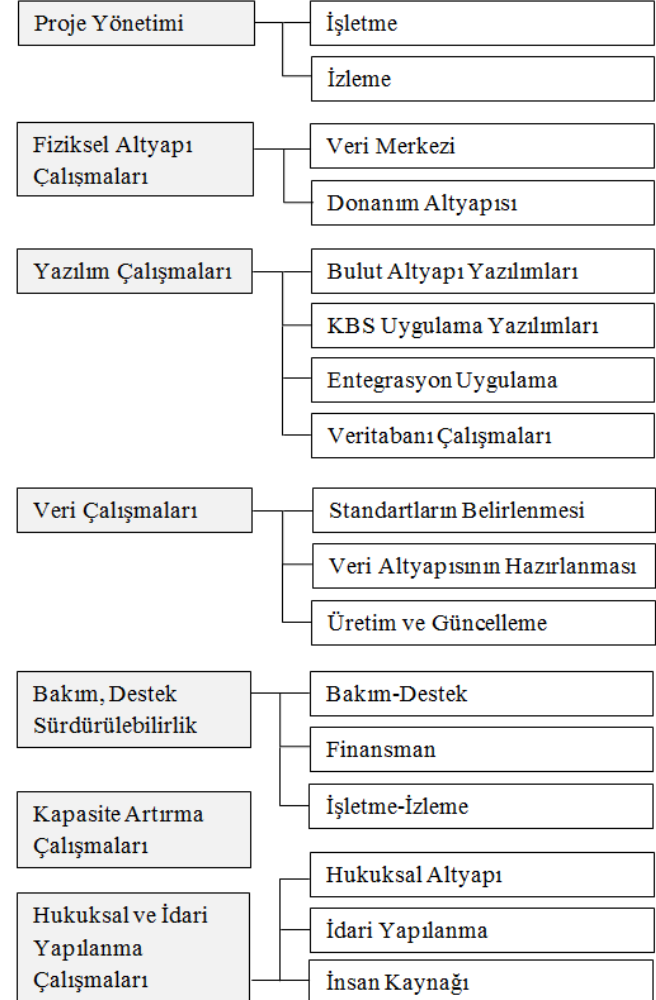 Proje Yönetimi
İşletme
İzleme
Fiziksel Altyapı
Çalışmaları
Veri Merkezi
Donanım Altyapısı
Yazılım Çalışmaları
Bulut Altyapı Yazılımları
KBS Uygulama Yazılımları
Entegrasyon Uygulama
Veritabanı Çalışmaları
Veri Çalışmaları
Standartların Belirlenmesi
Veri Altyapısının Hazırlanması
Üretim ve Güncelleme
Bakım, Destek
Sürdürülebilirlik
Bakım-Destek
Finansman
İşletme-İzleme
Kapasite Artırma
Çalışmaları
Hukuksal ve İdari
Yapılanma
Çalışmaları
Hukuksal Altyapı
İdari Yapılanma
İnsan Kaynağı